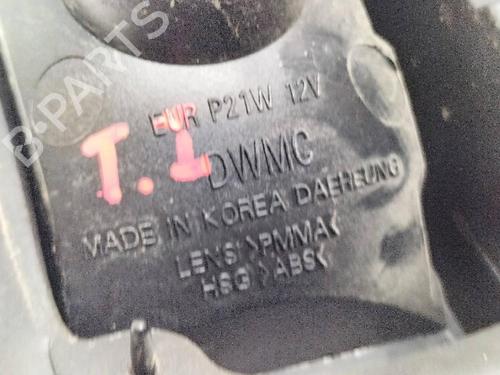 B-PARTS
EUR P21W 12V
T.1
DWMC
MADE IN KOREA DAEREUNG
LENS >PMMA<
HSG >ABS<